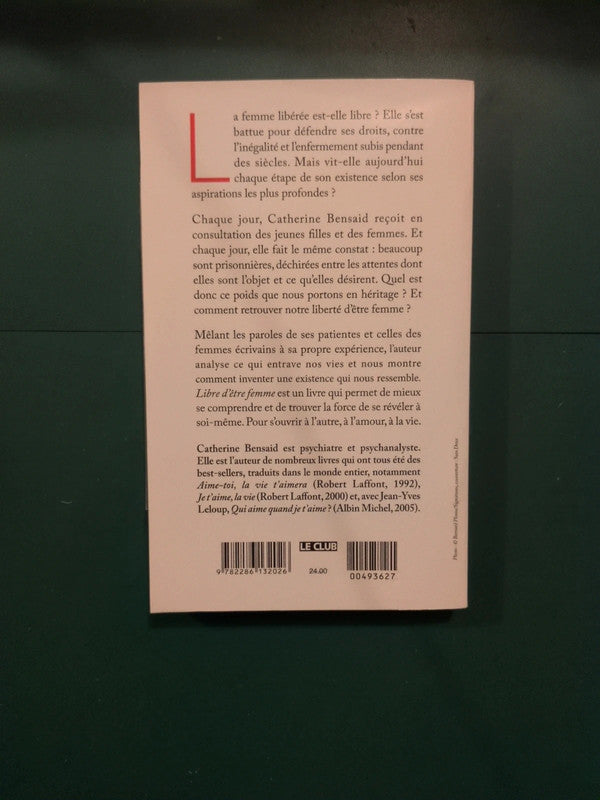 La femme libérée est-elle libre ? Elle s'est
battue pour défendre ses droits, contre
l'inégalité et l'enfermement subis pendant
des siècles. Mais vit-elle aujourd'hui
chaque étape de son existence selon ses
aspirations les plus profondes ?
Chaque jour, Catherine Bensaid reçoit en
consultation des jeunes filles et des femmes. Et
chaque jour, elle fait le même constat : beaucoup
sont prisonnières, déchirées entre les attentes dont
elles sont l'objet et ce qu'elles désirent. Quel est
donc ce poids que nous portons en héritage ? Et
comment retrouver notre liberté d'être femme ?
Mêlant les paroles de ses patientes et celles des
femmes écrivains à sa propre expérience, l'auteur
analyse ce qui entrave nos vies et nous montre
comment inventer une existence qui nous ressemble.
Libre d'être femme est un livre qui permet de mieux
se comprendre et de trouver la force de se révéler à
soi-même. Pour s'ouvrir à l'autre, à l'amour, à la vie.
Catherine Bensaid est psychiatre et psychanalyste.
Elle est l'auteur de nombreux livres qui ont tous été des
best-sellers, traduits dans le monde entier, notamment
Aime-toi, la vie t'aimera (Robert Laffont, 1992),
Je t'aime, la vie (Robert Laffont, 2000) et, avec Jean-Yves
Leloup, Qui aime quand je t'aime ? (Albin Michel, 2005).
LE CLUB
9 782286 132026
24.00
00493627
Photo : © Bernard